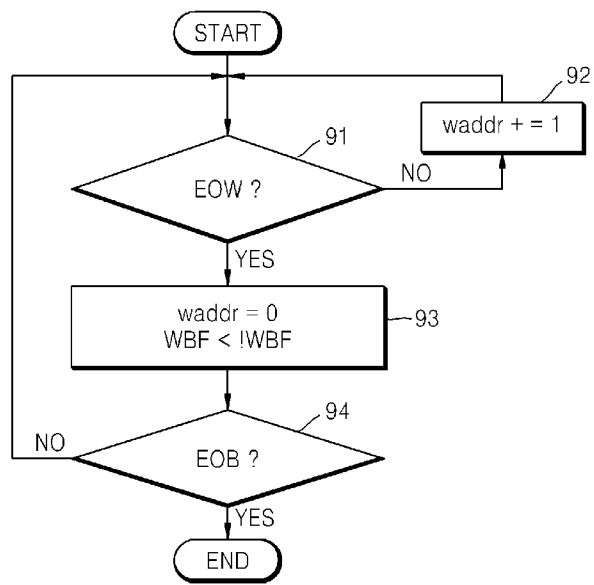 START
92
waddr + = 1
91
EOW ?
NO
YES
waddr = 0
WBF < !WBF
93
94
NO
EOB ?
YES
END